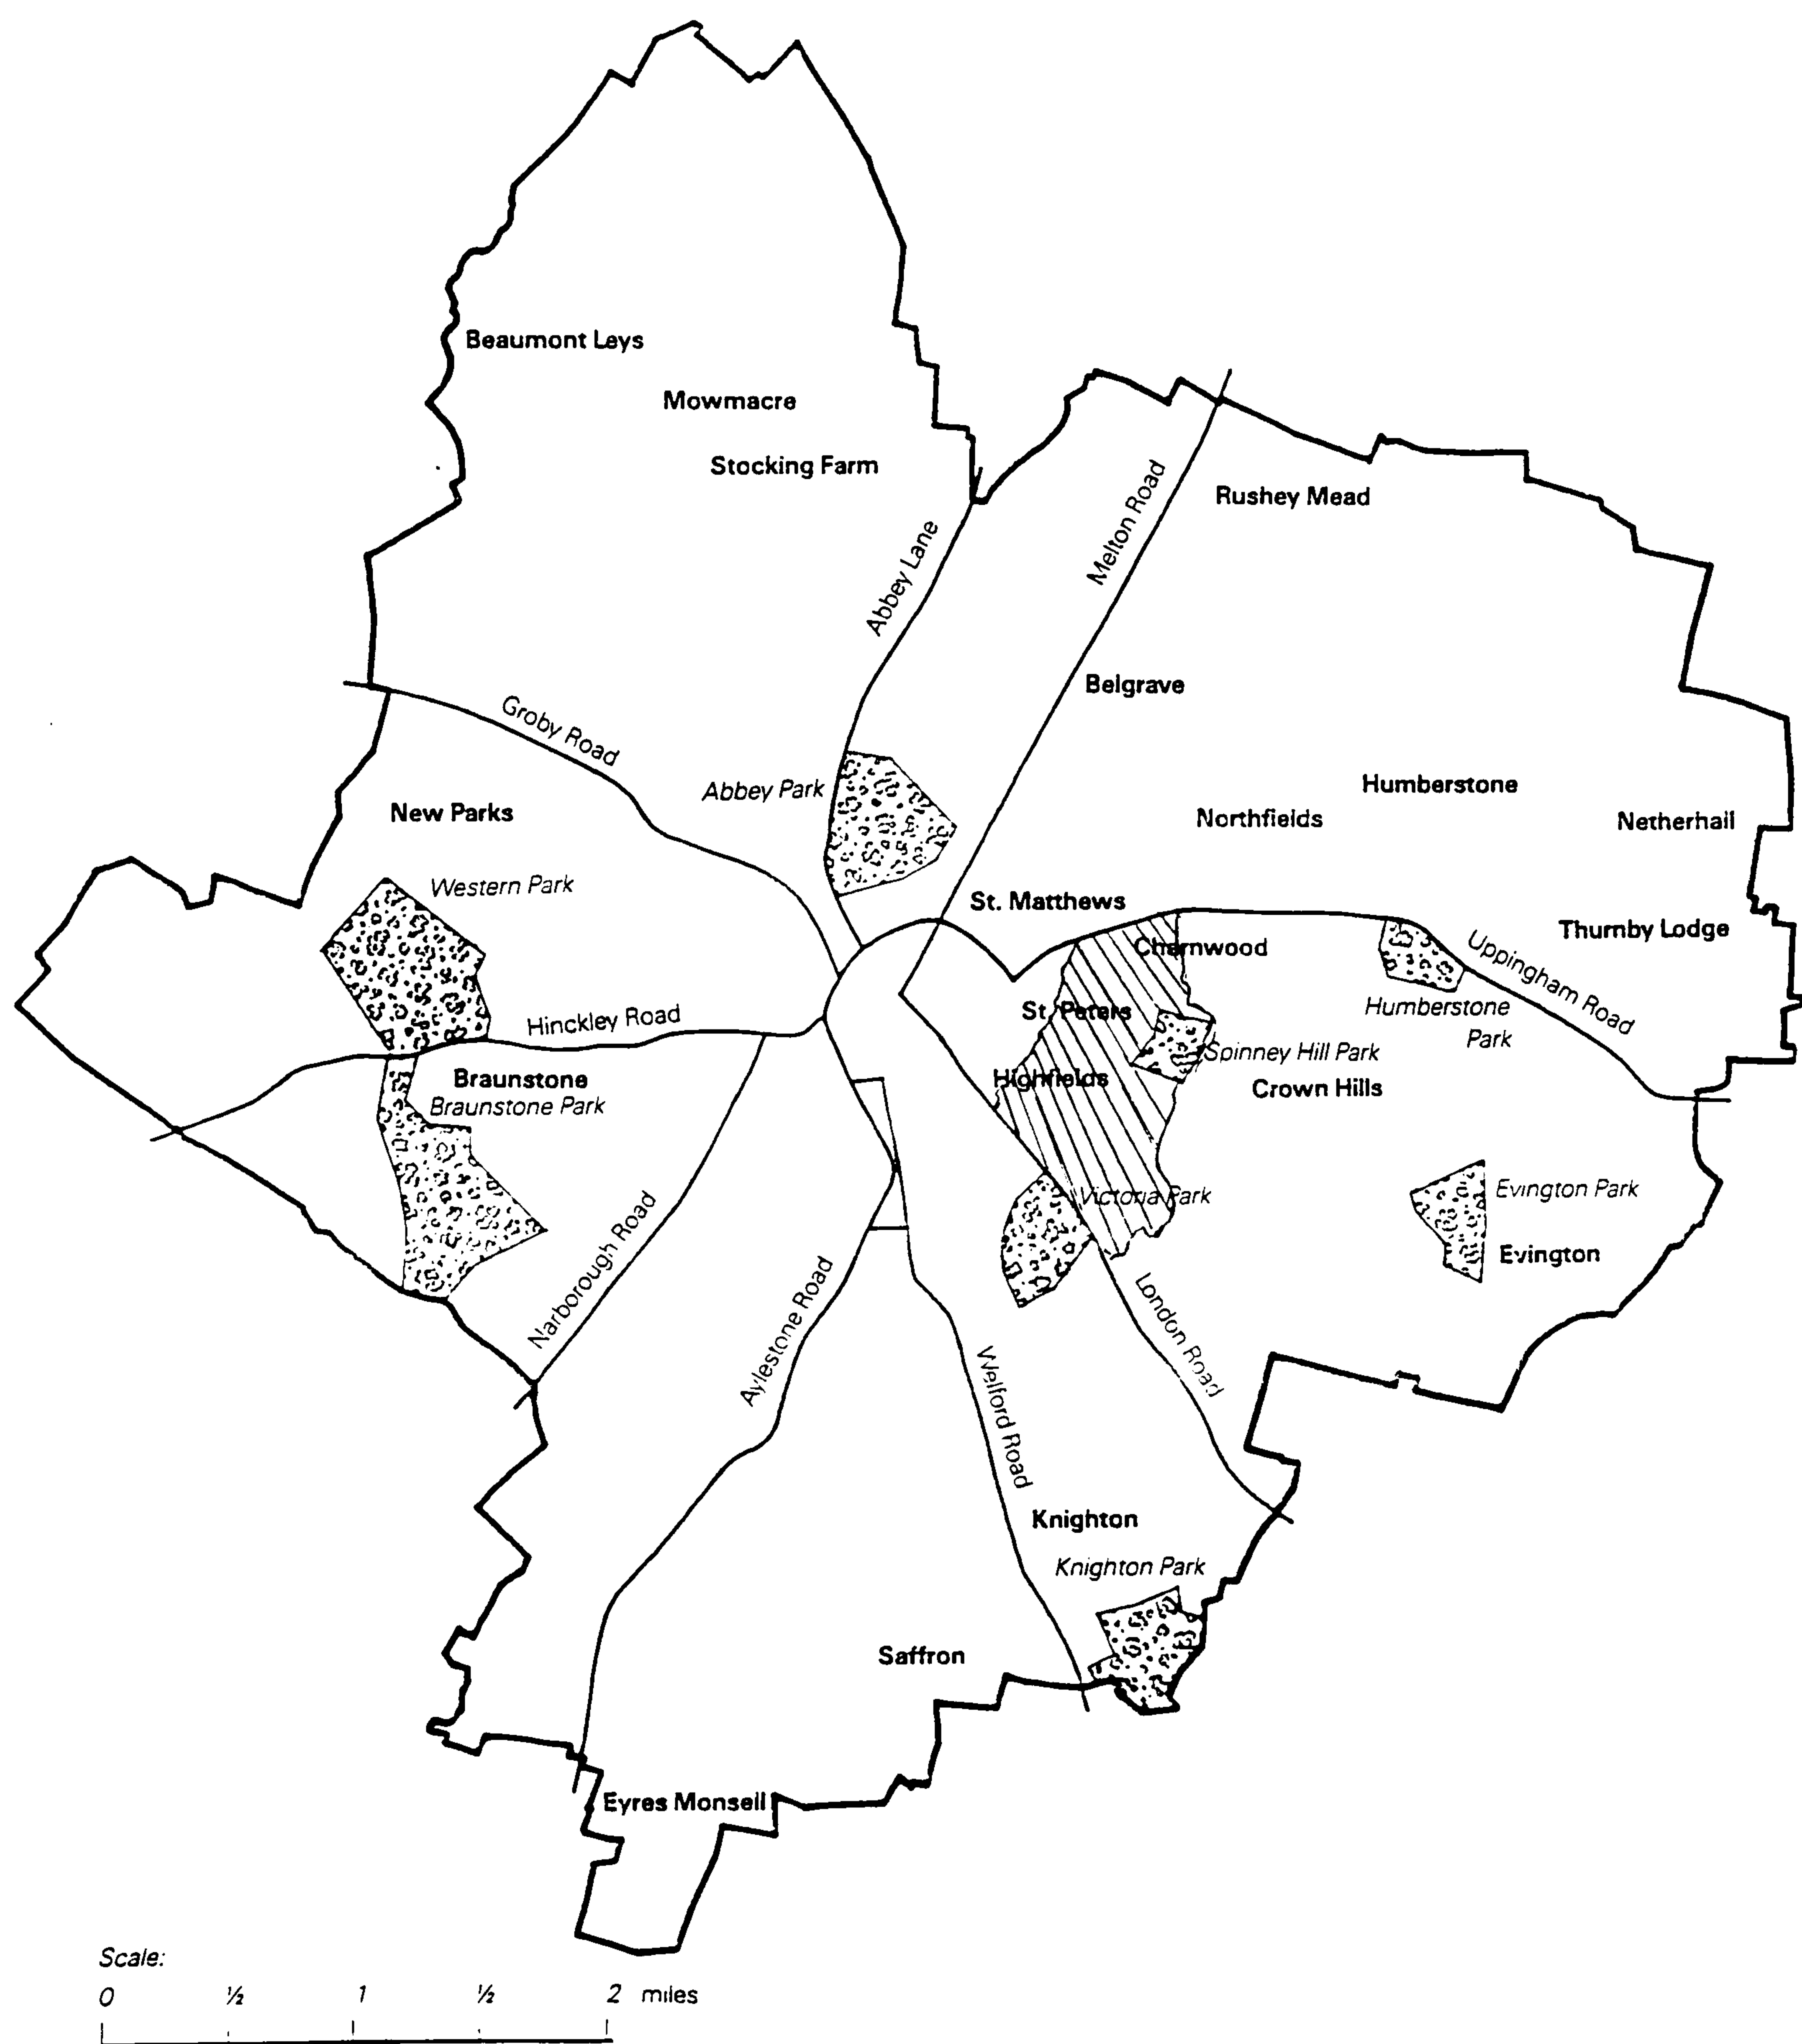 Beaumont Leys
Mowmacre
Stocking Farm
Rushey Mead
Melton Road
Abbey Lane
Belgrave
Groby Road
Abbey Park
Humberstone
New Parks
Northfields
Netherhall
Western Park
St. Matthews
Thurnby Lodge
Charnwood
Uppingham Road
Hinckley Road
St. Peters
Humberstone
Park
Spinney Hill Park
Braunstone
Highfields
Crown Hills
Braunstone Park
Victoria Park
Evington Park
Narborough Road
Evington
Aylestone Road
London Road
Welford Road
Knighton
Knighton Park
Saffron
Eyres Monsell
Scale:
0 ½ 1 ½ 2 miles